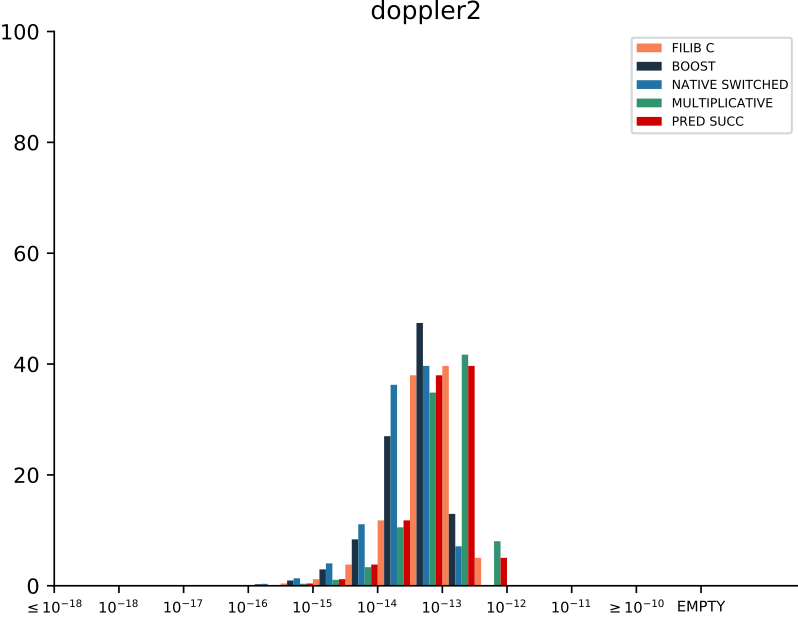 doppler2
100
80
60
40
20
0
FILIB C
BOOST
NATIVE SWITCHED
MULTIPLICATIVE
PRED SUCC
≤10⁻¹⁸ 10⁻¹⁸ 10⁻¹⁷ 10⁻¹⁶ 10⁻¹⁵ 10⁻¹⁴ 10⁻¹³ 10⁻¹² 10⁻¹¹ ≥10⁻¹⁰ EMPTY